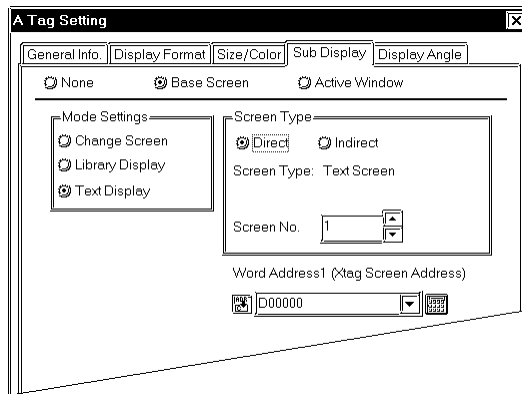 A Tag Setting
General Info. Display Format Size/Color Sub Display Display Angle
None Base Screen Active Window
Mode Settings
Change Screen
Library Display
Text Display
Screen Type
Direct Indirect
Screen Type: Text Screen
Screen No. 1
Word Address1 (Xtag Screen Address)
D00000